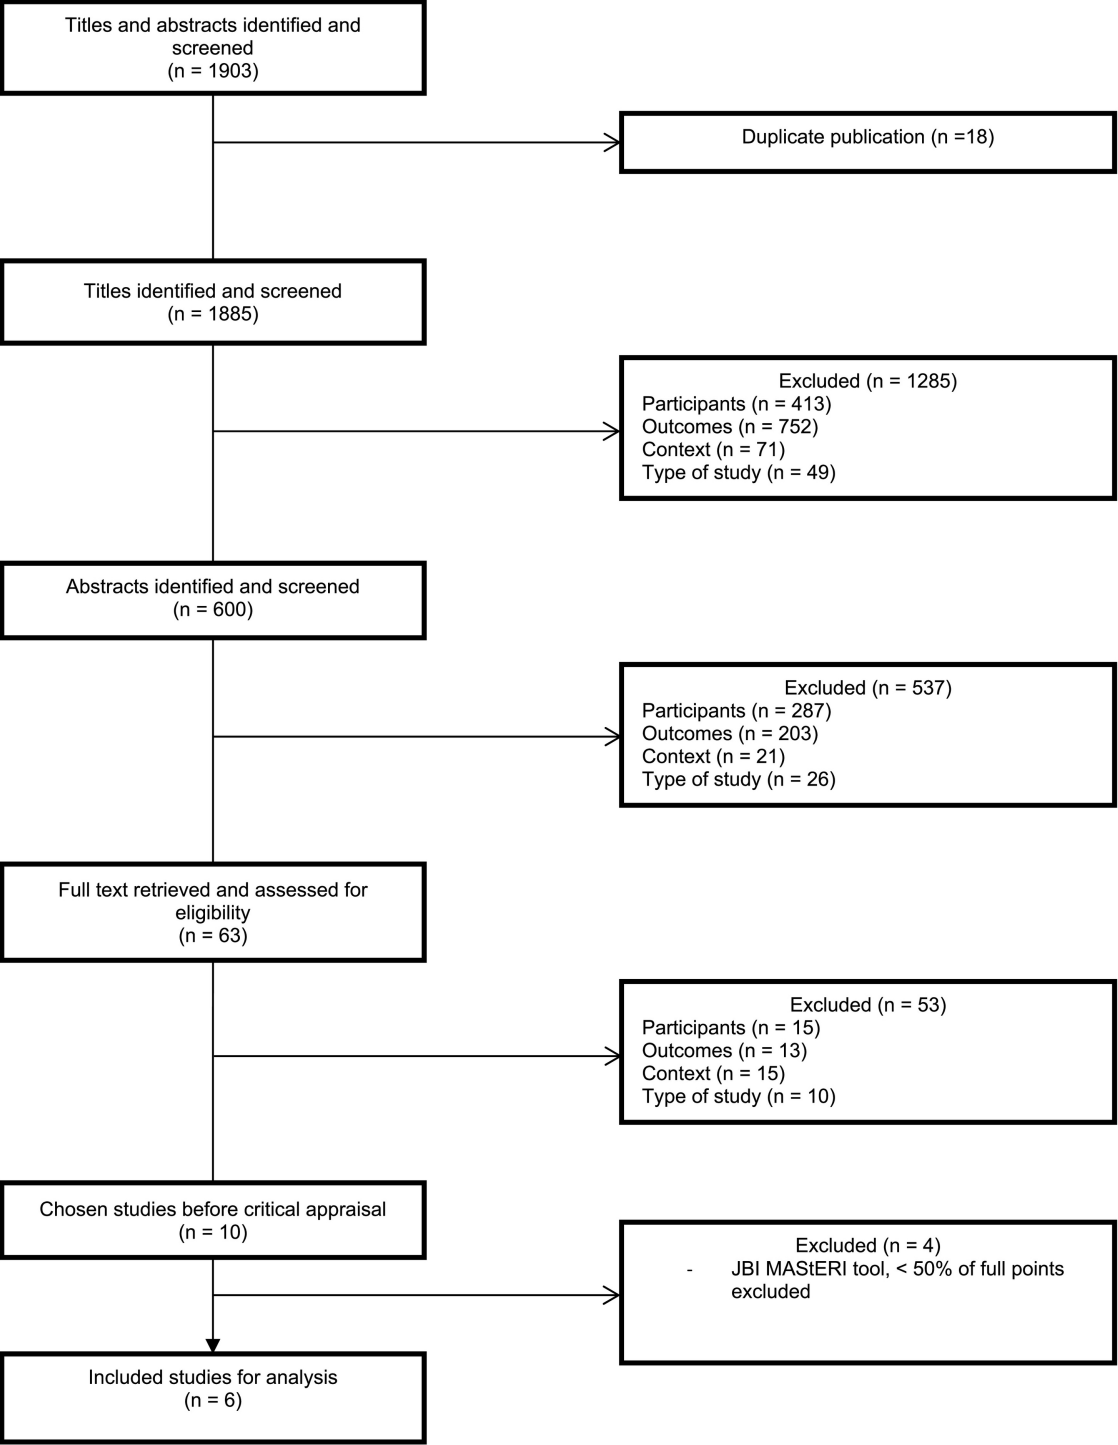 Titles and abstracts identified and
screened
(n = 1903)
Duplicate publication (n =18)
Titles identified and screened
(n = 1885)
Excluded (n = 1285)
Participants (n = 413)
Outcomes (n = 752)
Context (n = 71)
Type of study (n = 49)
Abstracts identified and screened
(n = 600)
Excluded (n = 537)
Participants (n = 287)
Outcomes (n = 203)
Context (n = 21)
Type of study (n = 26)
Full text retrieved and assessed for
eligibility
(n = 63)
Excluded (n = 53)
Participants (n = 15)
Outcomes (n = 13)
Context (n = 15)
Type of study (n = 10)
Chosen studies before critical appraisal
(n = 10)
Excluded (n = 4)
- JBI MAStERI tool, < 50% of full points
excluded
Included studies for analysis
(n = 6)